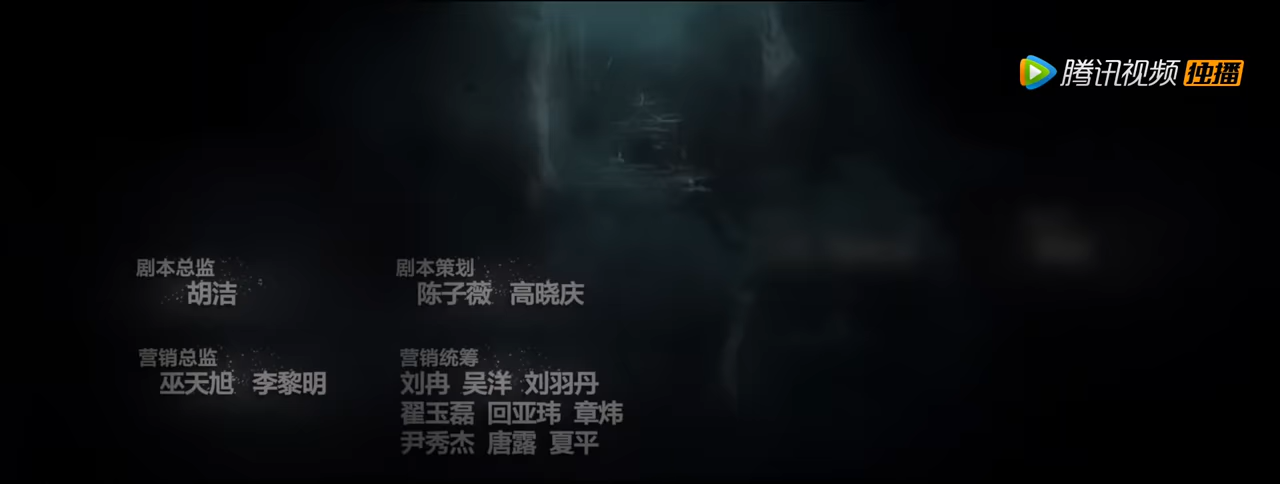 腾讯视频 独播
剧本总监
胡洁
剧本策划
陈子薇 高晓庆
营销总监
巫天旭 李黎明
营销统筹
刘冉 吴洋 刘羽丹
翟玉磊 回亚玮 章炜
尹秀杰 唐露 夏平